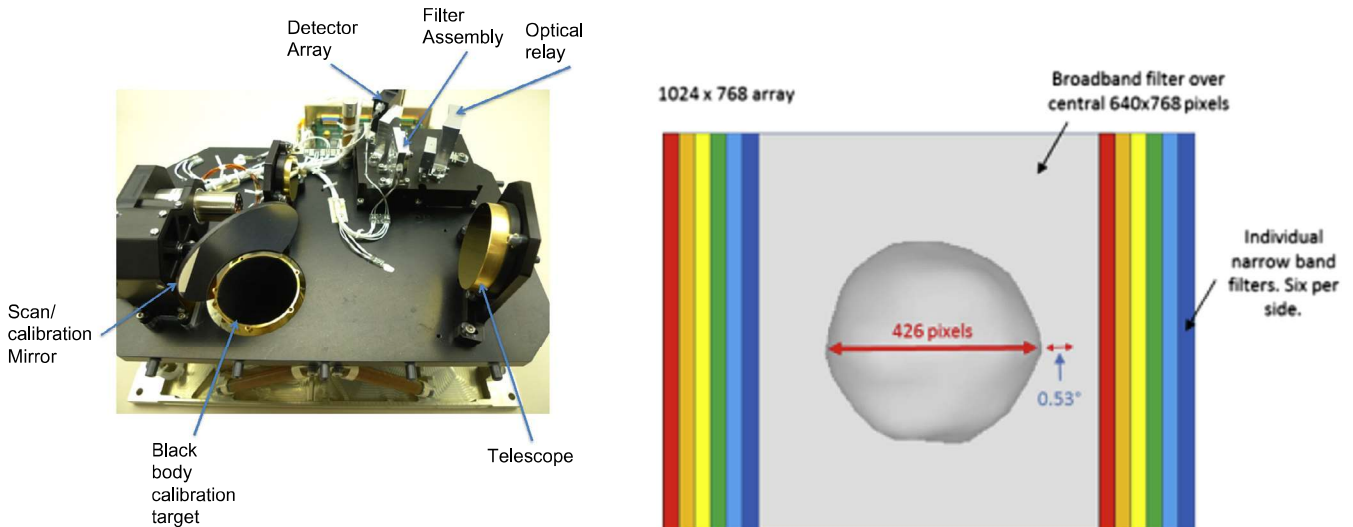 Detector
Array
Filter
Assembly
Optical
relay
Scan/
calibration
Mirror
Black
body
calibration
target
Telescope
1024 x 768 array
Broadband filter over
central 640x768 pixels
426 pixels
0.53°
Individual
narrow band
filters. Six per
side.